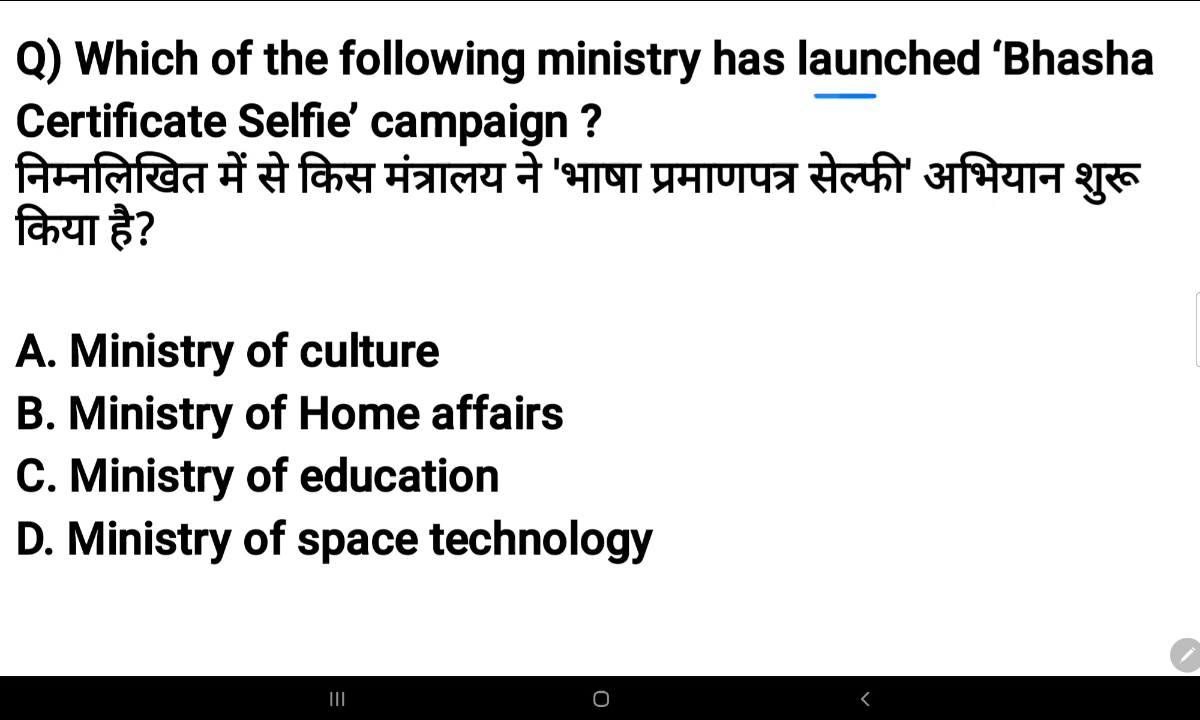 Q) Which of the following ministry has launched ‘Bhasha
Certificate Selfie’ campaign ?
निम्नलिखित में से किस मंत्रालय ने 'भाषा प्रमाणपत्र सेल्फी' अभियान शुरू
किया है?
A. Ministry of culture
B. Ministry of Home affairs
C. Ministry of education
D. Ministry of space technology